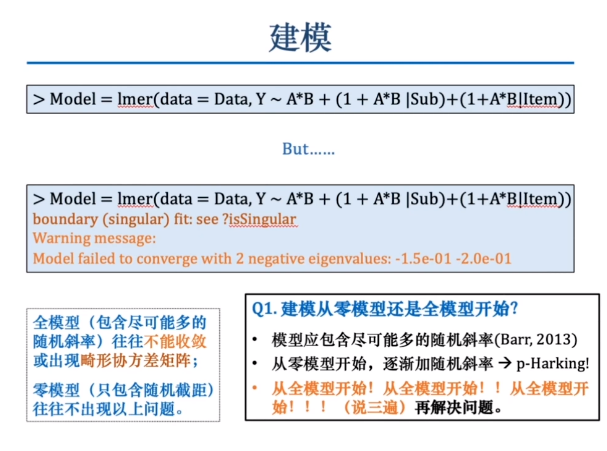 建模
> Model = lmer(data = Data, Y ~ A*B + (1 + A*B |Sub)+(1+A*B|Item))
But……
> Model = lmer(data = Data, Y ~ A*B + (1 + A*B |Sub)+(1+A*B|Item))
boundary (singular) fit: see ?isSingular
Warning message:
Model failed to converge with 2 negative eigenvalues: -1.5e-01 -2.0e-01
全模型（包含尽可能多的
随机斜率）往往不能收敛
或出现畸形协方差矩阵；
零模型（只包含随机截距）
往往不出现以上问题。
Q1. 建模从零模型还是全模型开始？
• 模型应包含尽可能多的随机斜率(Barr, 2013)
• 从零模型开始，逐渐加随机斜率 → p-Harking!
• 从全模型开始！从全模型开始！！从全模型开
始！！！（说三遍）再解决问题。